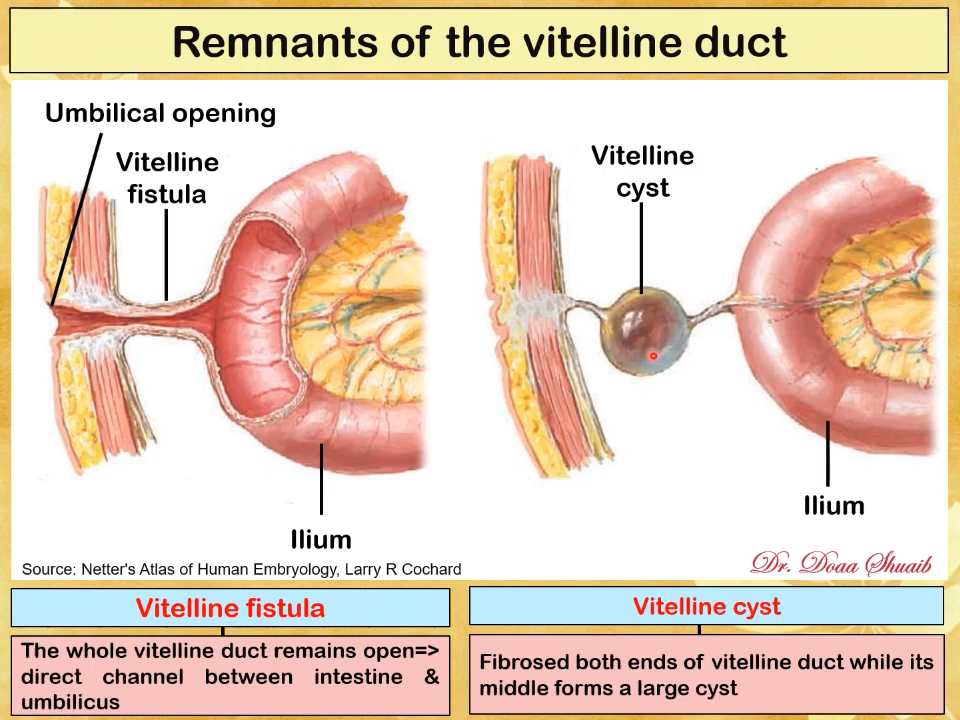 Remnants of the vitelline duct
Umbilical opening
Vitelline
fistula
Vitelline
cyst
Ilium
Ilium
Source: Netter's Atlas of Human Embryology, Larry R Cochard
Dr. Doaa Shuaib
Vitelline fistula
The whole vitelline duct remains open=>
direct channel between intestine &
umbilicus
Vitelline cyst
Fibrosed both ends of vitelline duct while its
middle forms a large cyst